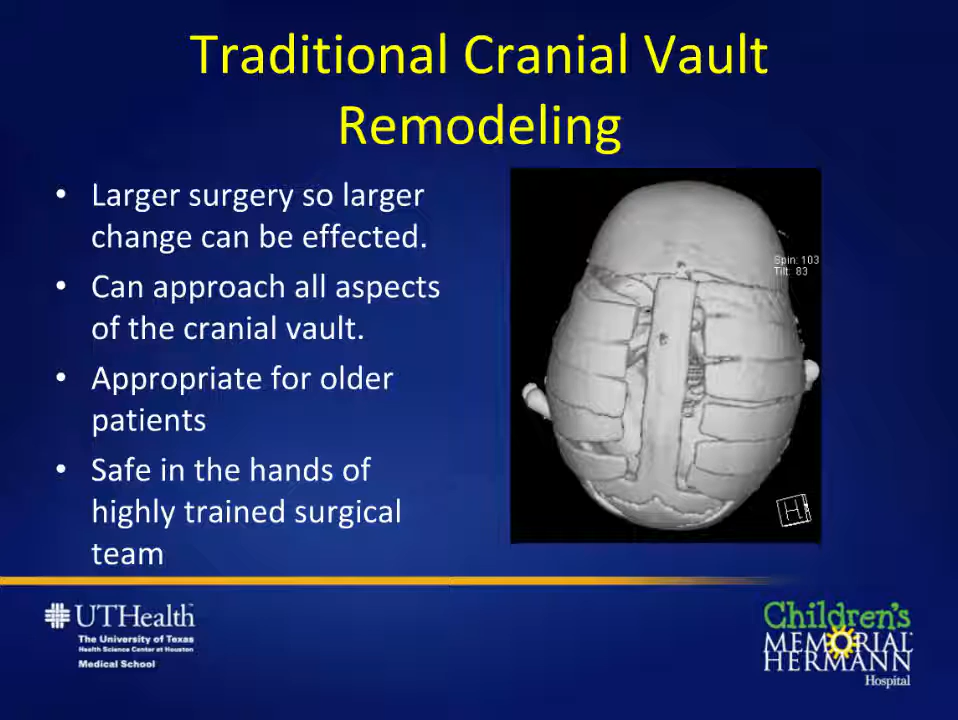 Traditional Cranial Vault
Remodeling
• Larger surgery so larger
change can be effected.
• Can approach all aspects
of the cranial vault.
• Appropriate for older
patients
• Safe in the hands of
highly trained surgical
team
Spin: 103
Tilt: 83
H
UTHealth
The University of Texas
Health Science Center at Houston
Medical School
Children's
MEMORIAL
HERMANN
Hospital